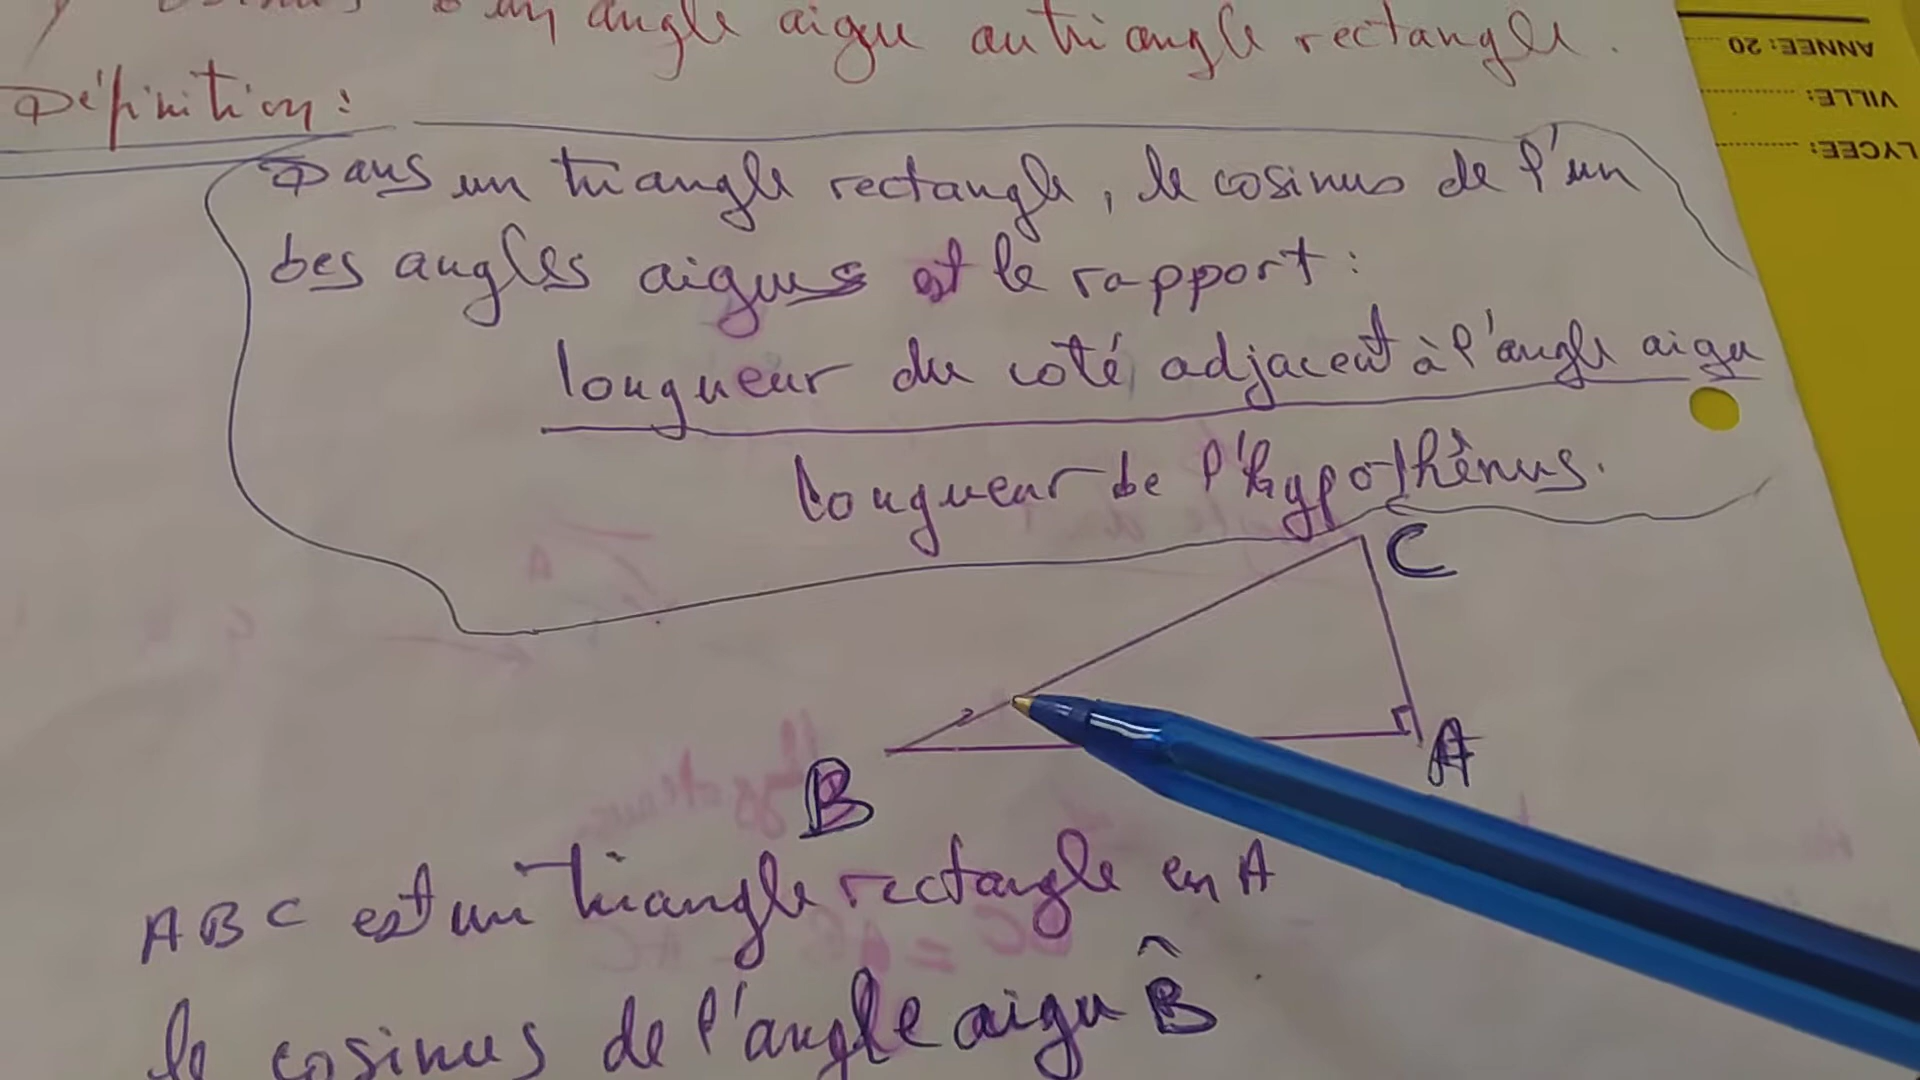 d'un angle aigu au triangle rectangle.
Définition:
Dans un triangle rectangle, le cosinus de l'un
des angles aigus est le rapport:
longueur du coté adjacent à l'angle aigu
longueur de l'hypothénus.
C
A
B
ABC est un triangle rectangle en A
le cosinus de l'angle aigu B̂
ANNEE: 20
VILLE:
LYCEE: